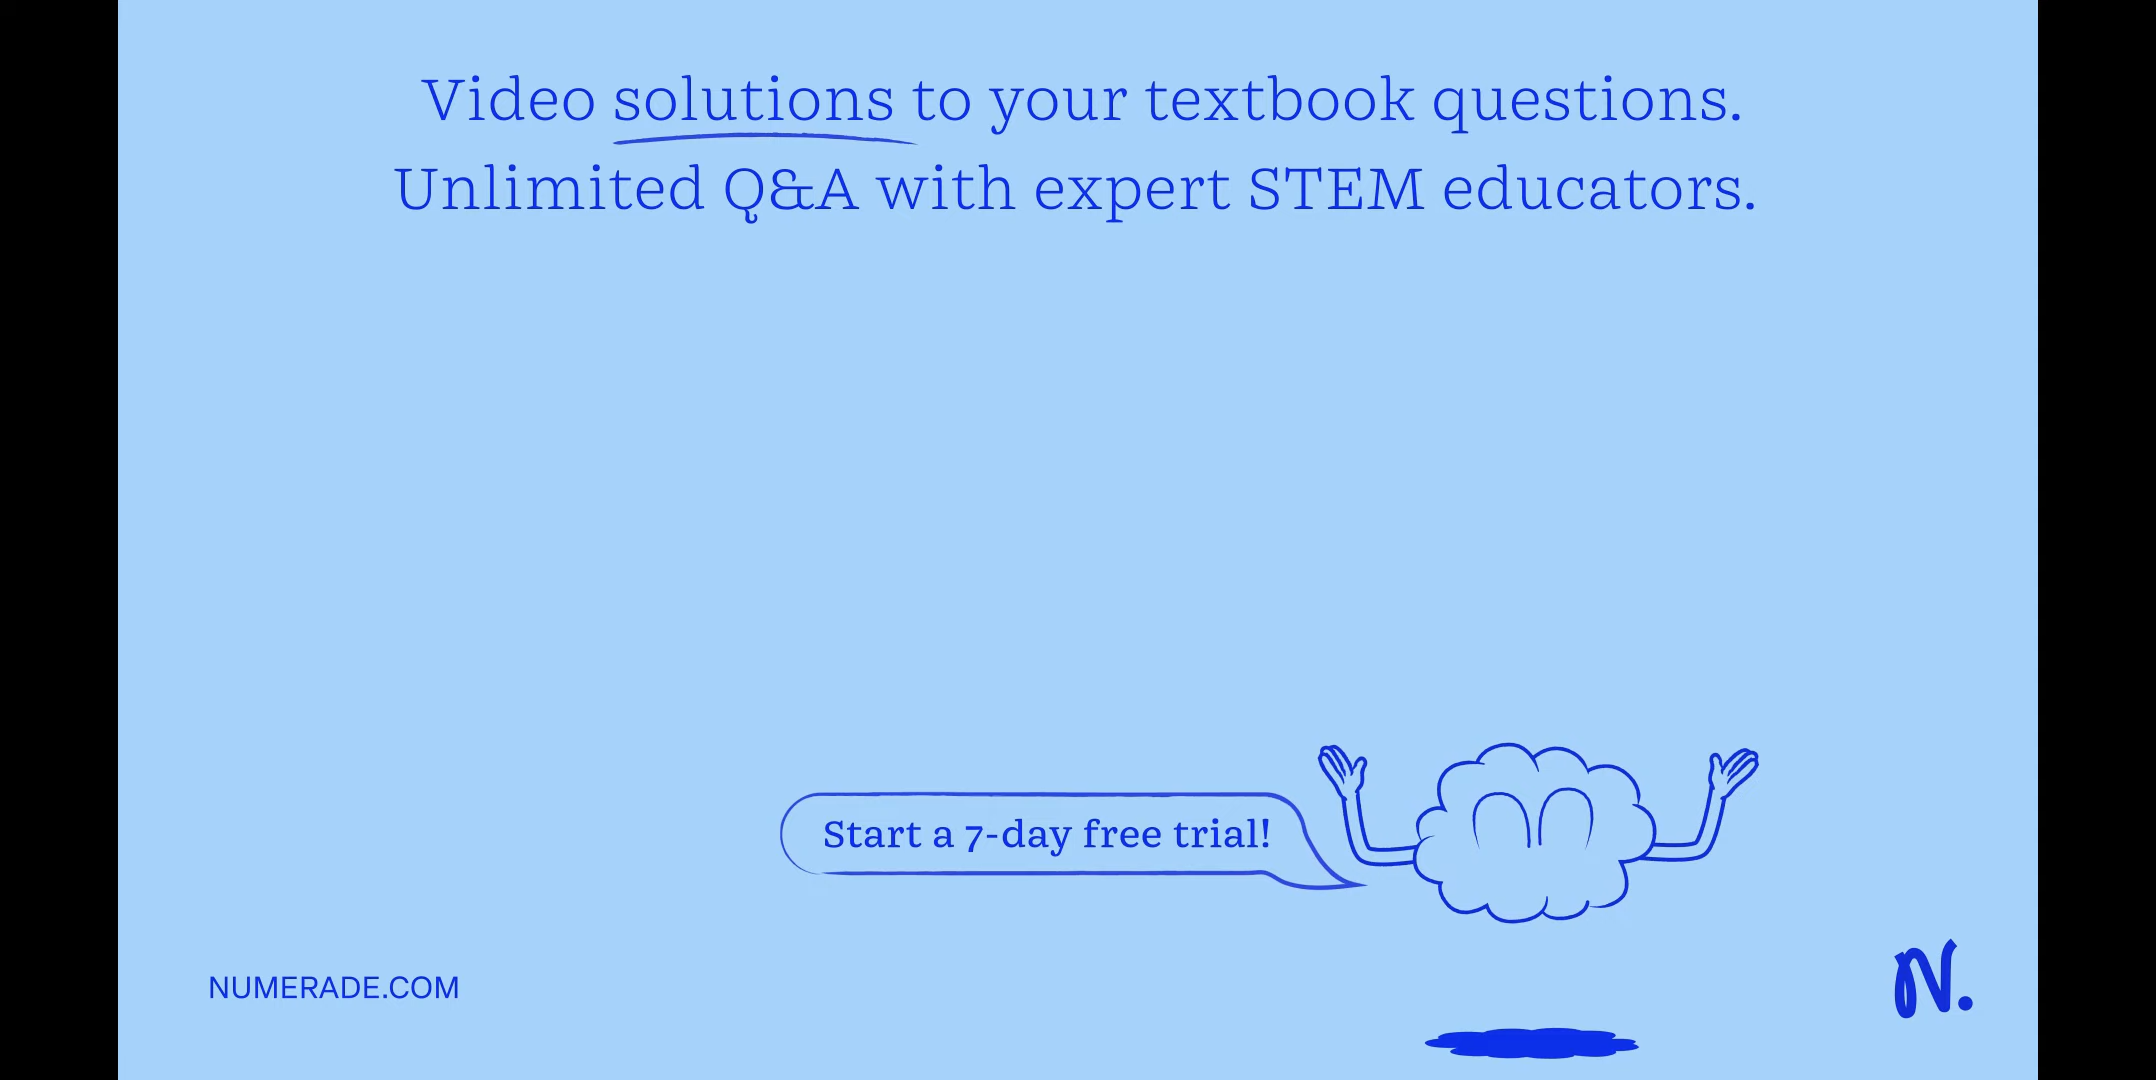 Video solutions to your textbook questions.
Unlimited Q&A with expert STEM educators.
Start a 7-day free trial!
NUMERADE.COM
N.